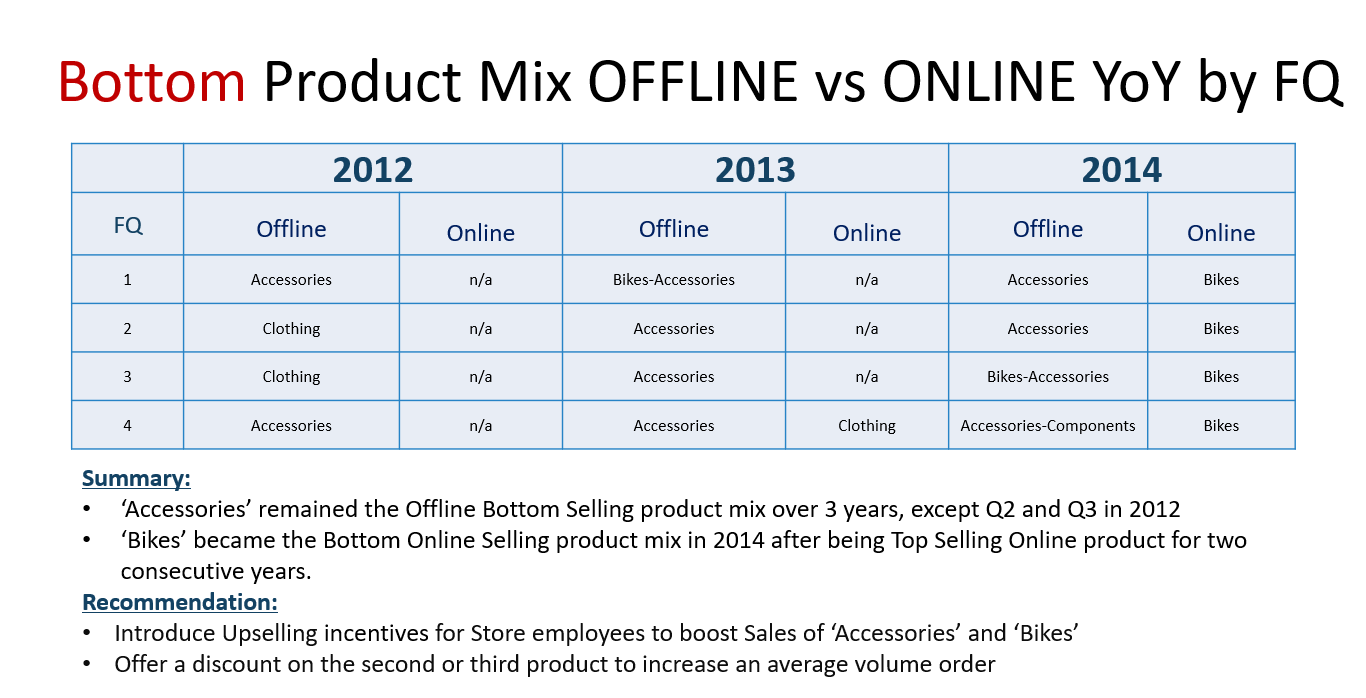 Bottom Product Mix OFFLINE vs ONLINE YoY by FQ
2012 2013 2014
FQ Offline Online Offline Online Offline Online
1 Accessories n/a Bikes-Accessories n/a Accessories Bikes
2 Clothing n/a Accessories n/a Accessories Bikes
3 Clothing n/a Accessories n/a Bikes-Accessories Bikes
4 Accessories n/a Accessories Clothing Accessories-Components Bikes
Summary:
• ‘Accessories’ remained the Offline Bottom Selling product mix over 3 years, except Q2 and Q3 in 2012
• ‘Bikes’ became the Bottom Online Selling product mix in 2014 after being Top Selling Online product for two
consecutive years.
Recommendation:
• Introduce Upselling incentives for Store employees to boost Sales of ‘Accessories’ and ‘Bikes’
• Offer a discount on the second or third product to increase an average volume order